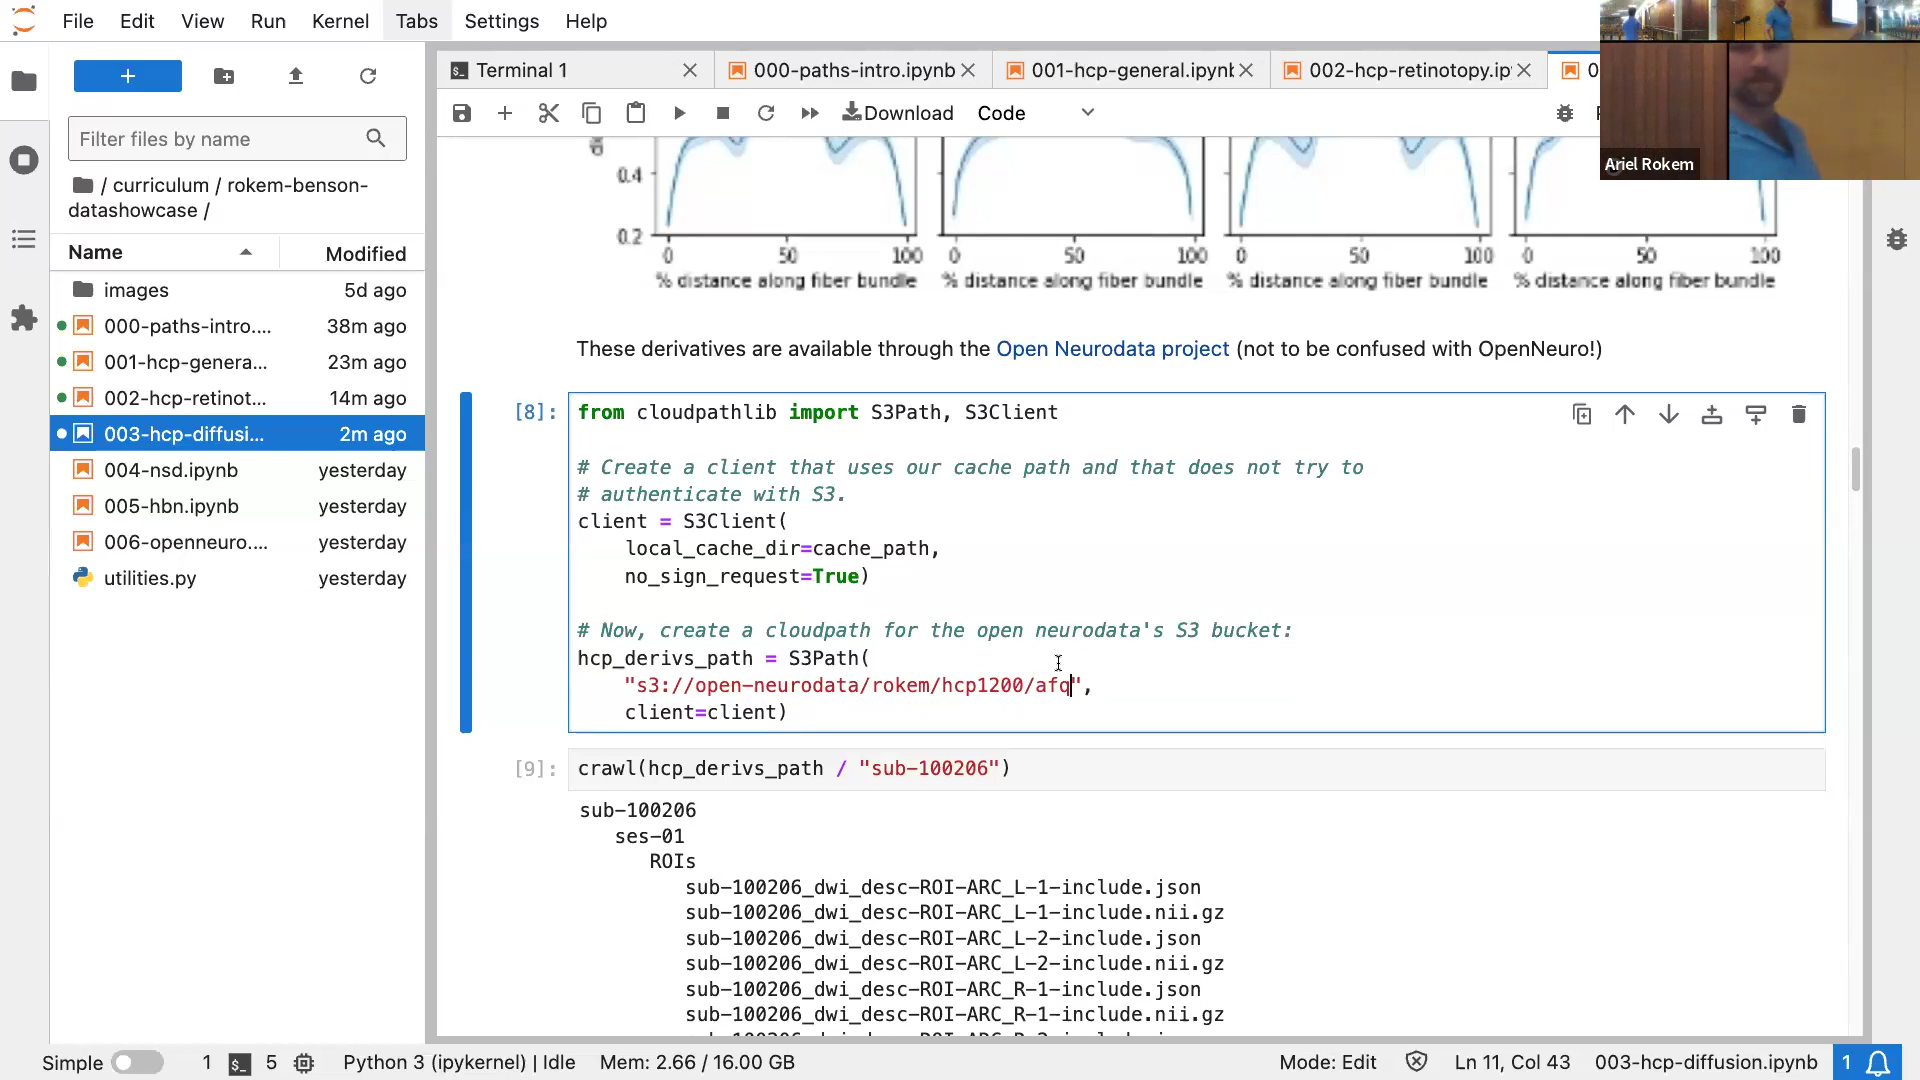 File Edit View Run Kernel Tabs Settings Help
Terminal 1
000-paths-intro.ipynb
001-hcp-general.ipynb
002-hcp-retinotopy.ip
0
Download
Code
Filter files by name
/ curriculum / rokem-benson-
datashowcase /
Name Modified
images 5d ago
000-paths-intro.... 38m ago
001-hcp-genera... 23m ago
002-hcp-retinot... 14m ago
003-hcp-diffusi... 2m ago
004-nsd.ipynb yesterday
005-hbn.ipynb yesterday
006-openneuro.... yesterday
utilities.py yesterday
Ariel Rokem
0.4
0.2
0 50 100 0 50 100 0 50 100 0 50 100
% distance along fiber bundle % distance along fiber bundle % distance along fiber bundle % distance along fiber bundle
These derivatives are available through the Open Neurodata project (not to be confused with OpenNeuro!)
[8]: from cloudpathlib import S3Path, S3Client
# Create a client that uses our cache path and that does not try to
# authenticate with S3.
client = S3Client(
local_cache_dir=cache_path,
no_sign_request=True)
# Now, create a cloudpath for the open neurodata's S3 bucket:
hcp_derivs_path = S3Path(
"s3://open-neurodata/rokem/hcp1200/afq",
client=client)
[9]: crawl(hcp_derivs_path / "sub-100206")
sub-100206
ses-01
ROIs
sub-100206_dwi_desc-ROI-ARC_L-1-include.json
sub-100206_dwi_desc-ROI-ARC_L-1-include.nii.gz
sub-100206_dwi_desc-ROI-ARC_L-2-include.json
sub-100206_dwi_desc-ROI-ARC_L-2-include.nii.gz
sub-100206_dwi_desc-ROI-ARC_R-1-include.json
sub-100206_dwi_desc-ROI-ARC_R-1-include.nii.gz
Simple 1 5 Python 3 (ipykernel) | Idle Mem: 2.66 / 16.00 GB Mode: Edit Ln 11, Col 43 003-hcp-diffusion.ipynb 1